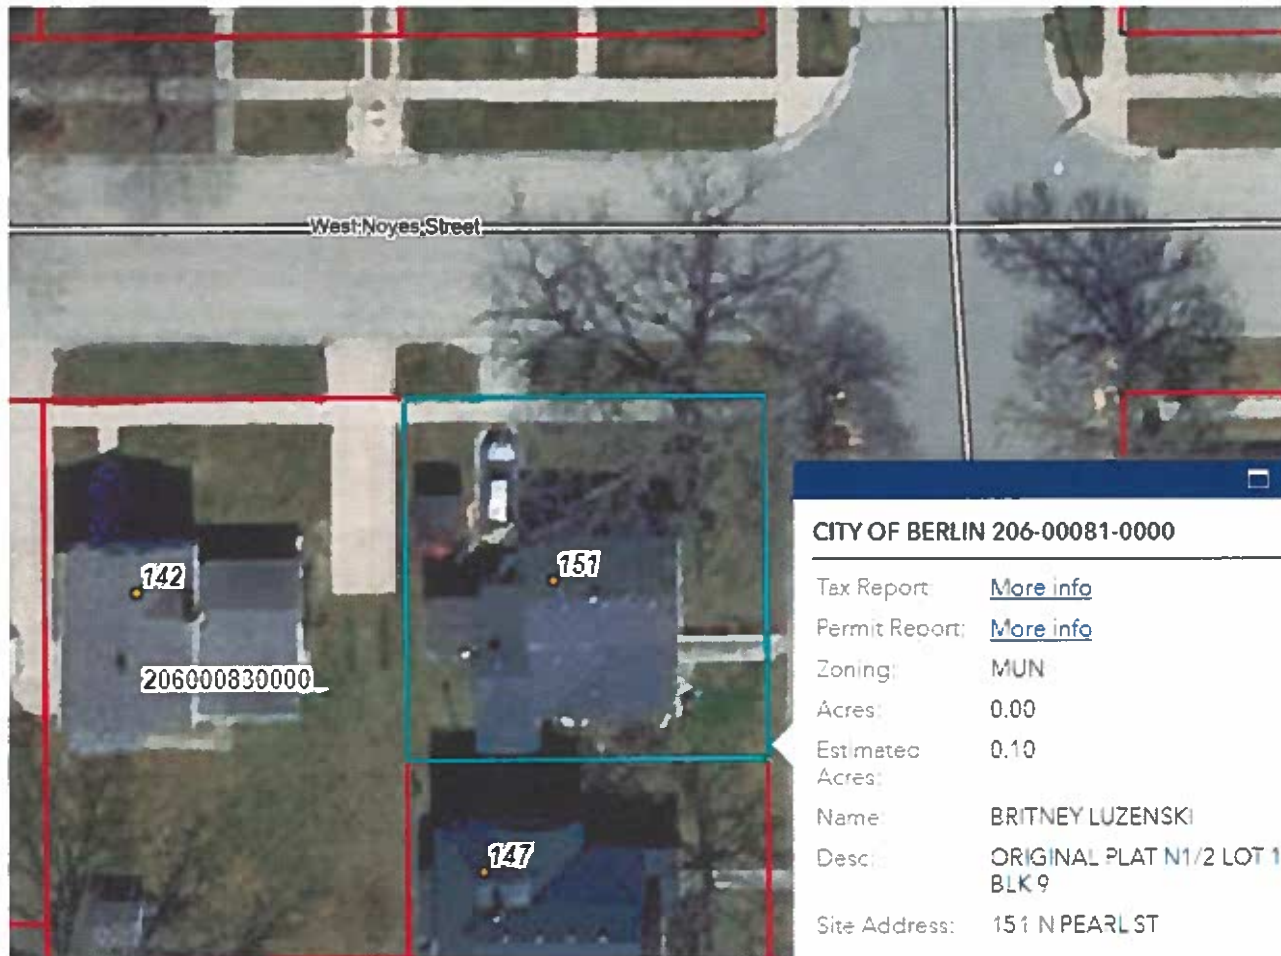 West Noyes Street
142
151
206000830000
147
CITY OF BERLIN 206-00081-0000
Tax Report: More info
Permit Report: More info
Zoning: MUN
Acres: 0.00
Estimated 0.10
Acres:
Name: BRITNEY LUZENSKI
Desc: ORIGINAL PLAT N1/2 LOT 1
BLK 9
Site Address: 151 N PEARL ST